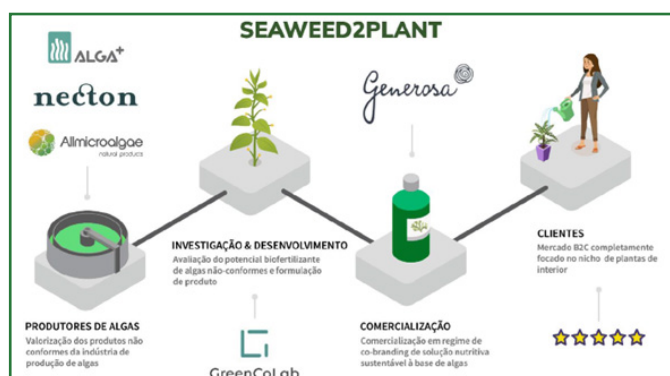 SEAWEED2PLANT
ALGA+
necton
Allmicroalgae
natural products
Generosa
INVESTIGAÇÃO & DESENVOLVIMENTO
Avaliação do potencial biofertilizante
de algas não-conformes e formulação
de produto
CLIENTES
Mercado B2C completamente
focado no nicho de plantas de
interior
PRODUTORES DE ALGAS
Valorização dos produtos não
conformes da indústria de
produção de algas
GreenCoLab
COMERCIALIZAÇÃO
Comercialização em regime de
co-branding de solução nutritiva
sustentável à base de algas